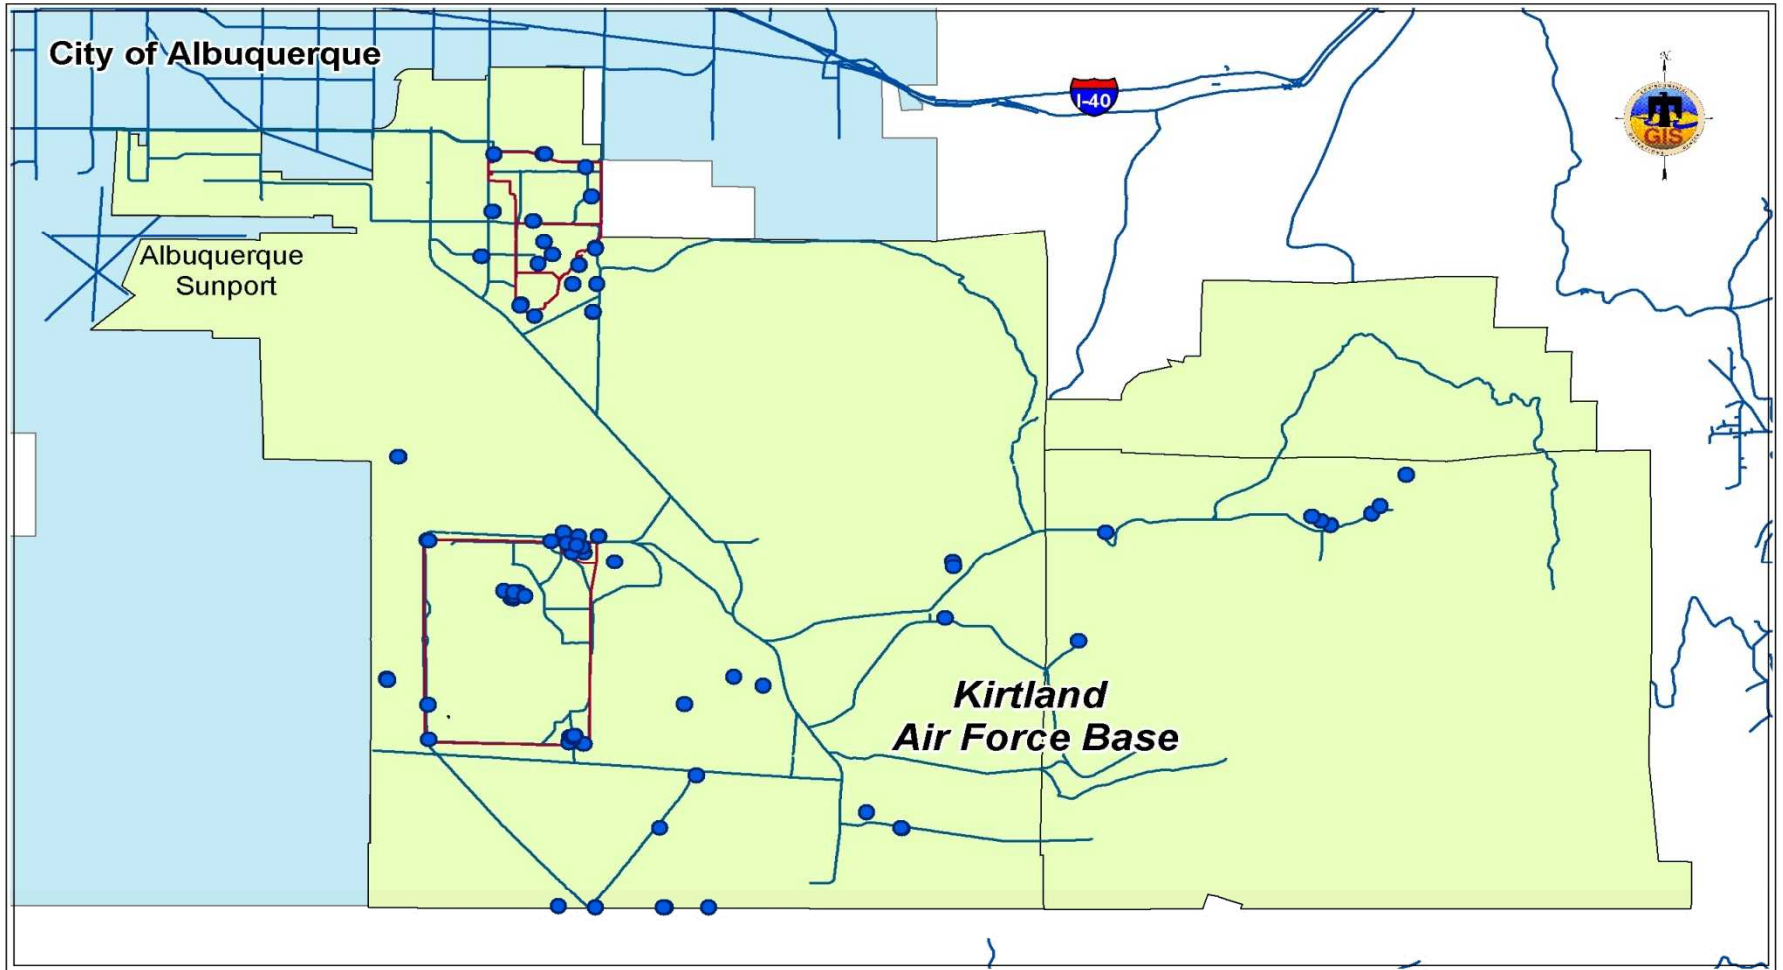 City of Albuquerque
I-40
N
GIS
Albuquerque
Sunport
Kirtland
Air Force Base